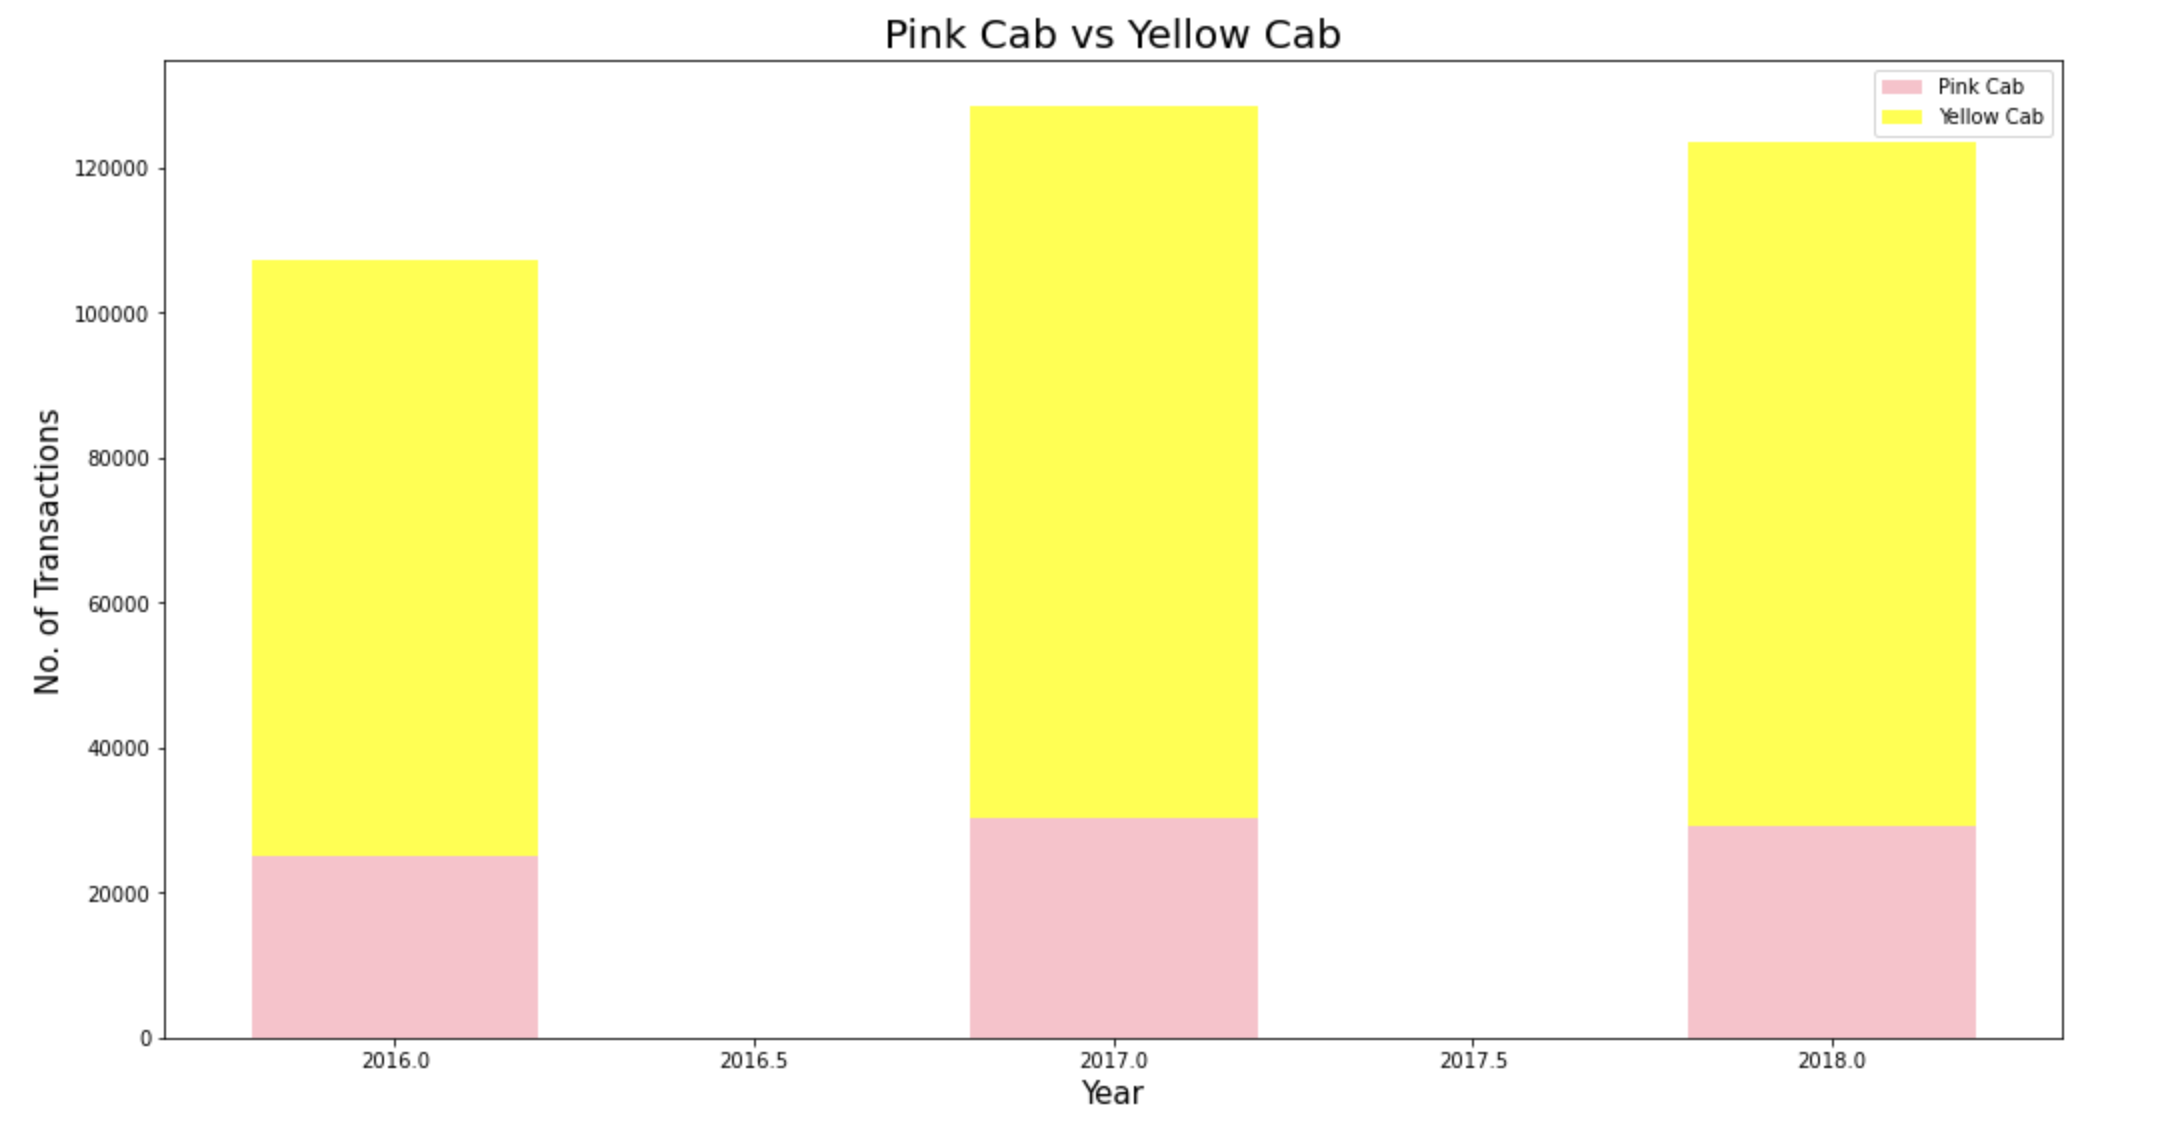 Pink Cab vs Yellow Cab
Pink Cab
Yellow Cab
120000
100000
80000
60000
40000
20000
0
No. of Transactions
2016.0 2016.5 2017.0 2017.5 2018.0
Year